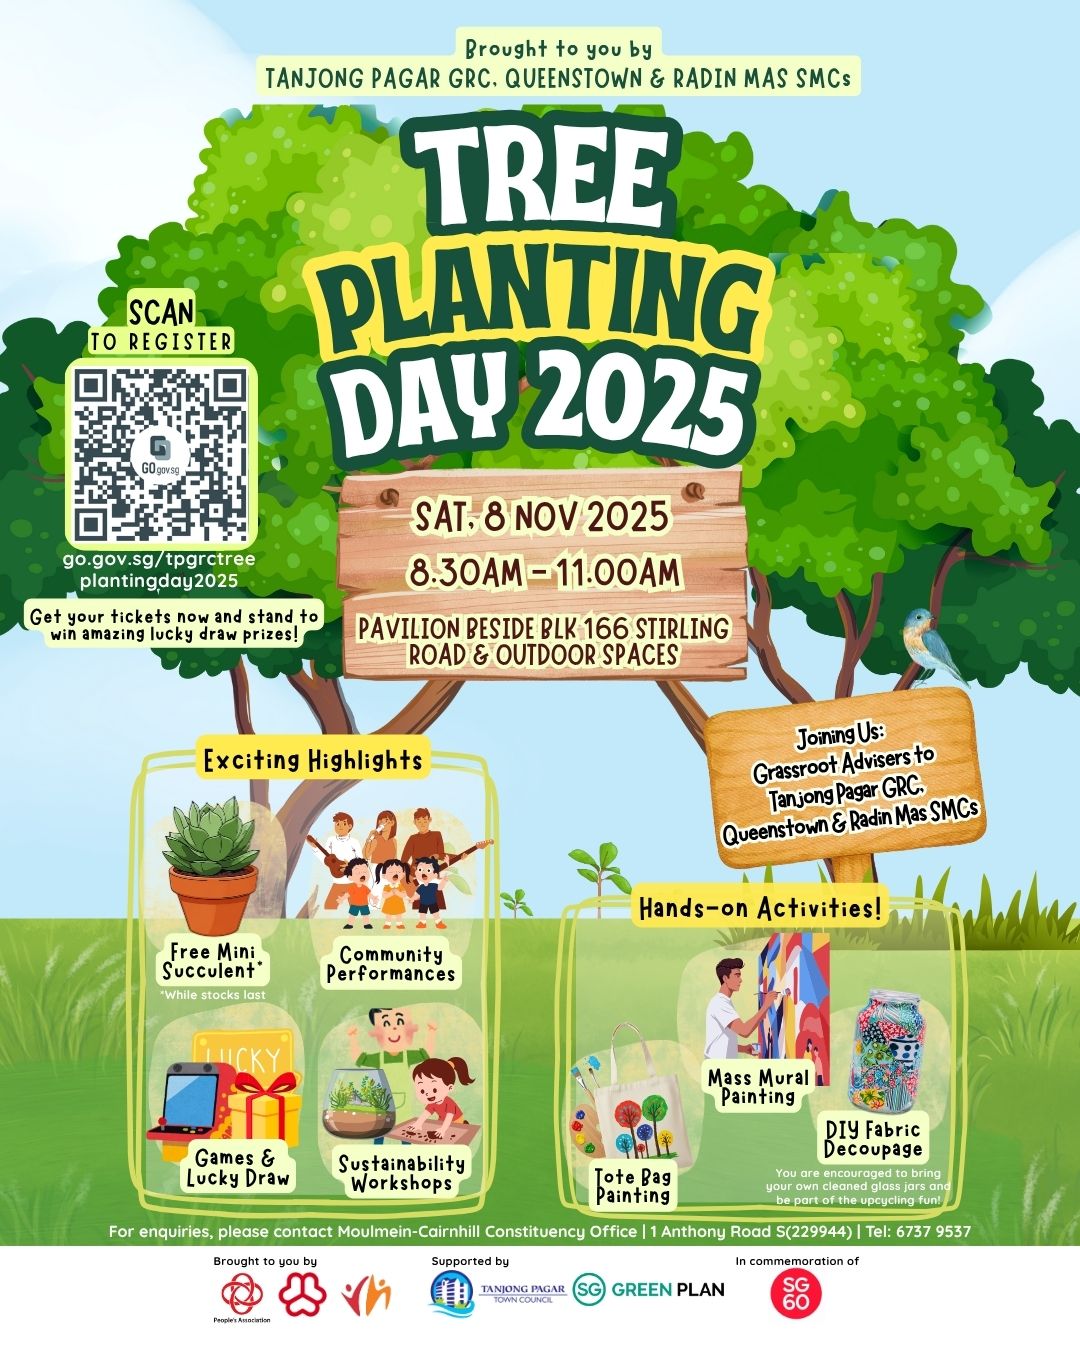 Brought to you by
TANJONG PAGAR GRC, QUEENSTOWN & RADIN MAS SMCs
TREE
PLANTING
DAY 2025
SCAN
TO REGISTER
GO.gov.sg
go.gov.sg/tpgrctree
plantingday2025
Get your tickets now and stand to
win amazing lucky draw prizes!
SAT, 8 NOV 2025
8.30AM – 11.00AM
PAVILION BESIDE BLK 166 STIRLING
ROAD & OUTDOOR SPACES
Joining Us:
Grassroot Advisers to
Tanjong Pagar GRC,
Queenstown & Radin Mas SMCs
Exciting Highlights
Free Mini
Succulent*
*While stocks last
Community
Performances
LUCKY
Games &
Lucky Draw
Sustainability
Workshops
Hands-on Activities!
Mass Mural
Painting
Tote Bag
Painting
DIY Fabric
Decoupage
You are encouraged to bring
your own cleaned glass jars and
be part of the upcycling fun!
For enquiries, please contact Moulmein-Cairnhill Constituency Office | 1 Anthony Road S(229944) | Tel: 6737 9537
Brought to you by
People's Association
Supported by
TANJONG PAGAR
TOWN COUNCIL
SG GREEN PLAN
In commemoration of
SG
60